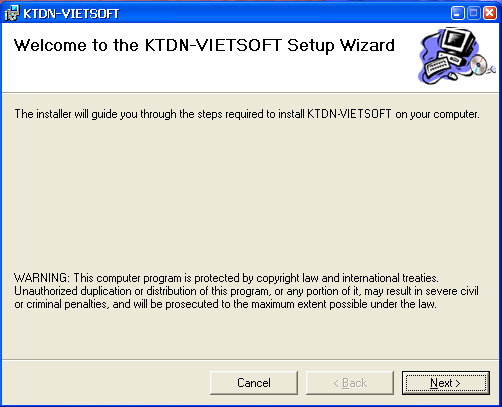 KTDN-VIETSOFT
Welcome to the KTDN-VIETSOFT Setup Wizard
The installer will guide you through the steps required to install KTDN-VIETSOFT on your computer.
WARNING: This computer program is protected by copyright law and international treaties.
Unauthorized duplication or distribution of this program, or any portion of it, may result in severe civil
or criminal penalties, and will be prosecuted to the maximum extent possible under the law.
Cancel
< Back
Next >